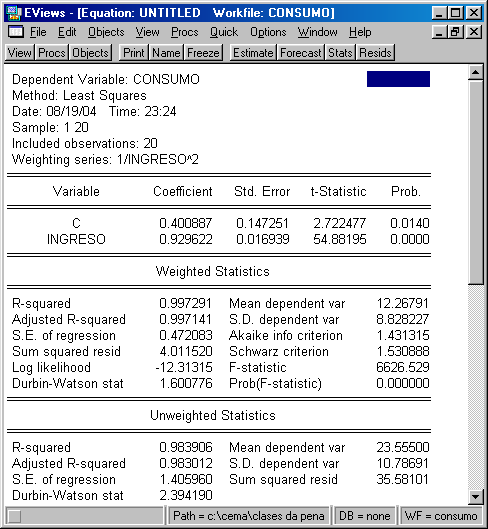 EViews - [Equation: UNTITLED Workfile: CONSUMO]
File Edit Objects View Procs Quick Options Window Help
View Procs Objects Print Name Freeze Estimate Forecast Stats Resids
Dependent Variable: CONSUMO
Method: Least Squares
Date: 08/19/04 Time: 23:24
Sample: 1 20
Included observations: 20
Weighting series: 1/INGRESO^2
Variable Coefficient Std. Error t-Statistic Prob.
C 0.400887 0.147251 2.722477 0.0140
INGRESO 0.929622 0.016939 54.88195 0.0000
Weighted Statistics
R-squared 0.997291 Mean dependent var 12.26791
Adjusted R-squared 0.997141 S.D. dependent var 8.828227
S.E. of regression 0.472083 Akaike info criterion 1.431315
Sum squared resid 4.011520 Schwarz criterion 1.530888
Log likelihood -12.31315 F-statistic 6626.529
Durbin-Watson stat 1.600776 Prob(F-statistic) 0.000000
Unweighted Statistics
R-squared 0.983906 Mean dependent var 23.55500
Adjusted R-squared 0.983012 S.D. dependent var 10.78691
S.E. of regression 1.405960 Sum squared resid 35.58101
Durbin-Watson stat 2.394190
Path = c:\cema\clases da pena DB = none WF = consumo